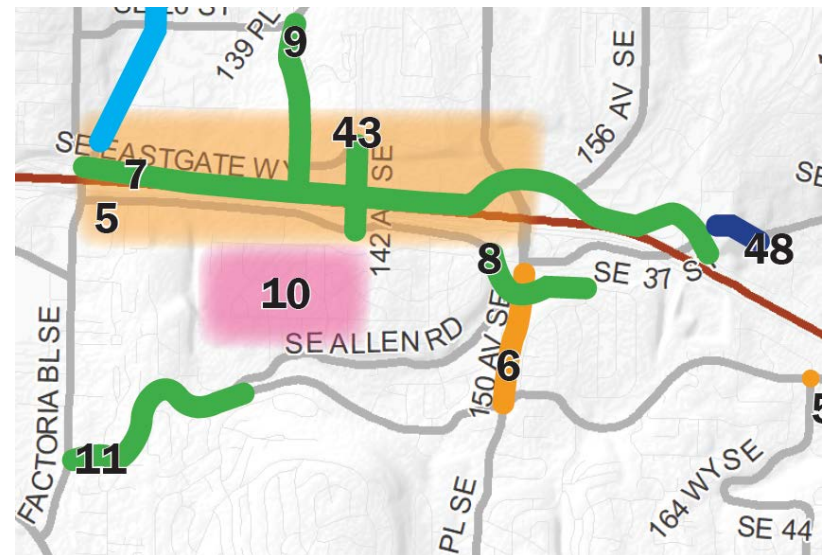 139 PL
9
156 AV SE
43
SE EASTGATE WY
7
142 A SE
5
SE
48
8
SE 37 S
10
150 AV SE
SE ALLEN RD
6
FACTORIA BL SE
5
11
164 WY SE
PL SE
SE 44